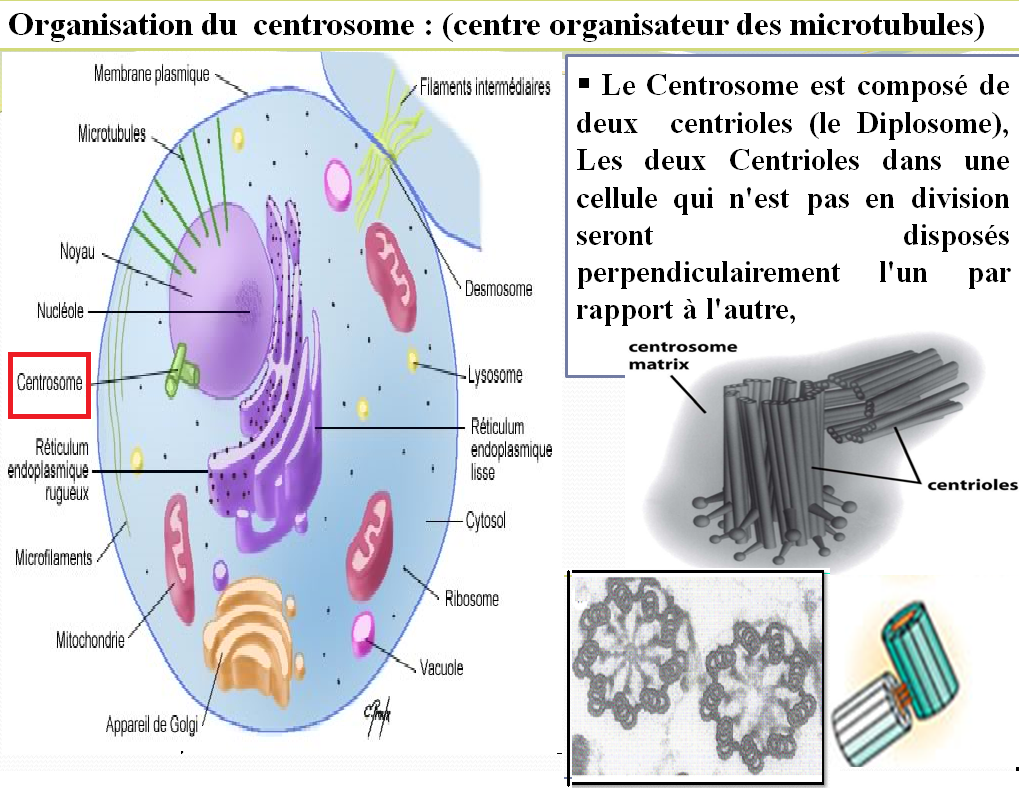 Organisation du centrosome : (centre organisateur des microtubules)
Membrane plasmique
Filaments intermédiaires
Microtubules
Noyau
Desmosome
Nucléole
Centrosome
Lysosome
Réticulum
endoplasmique
rugueux
Réticulum
endoplasmique
lisse
Cytosol
Microfilaments
Ribosome
Mitochondrie
Vacuole
Appareil de Golgi
▪ Le Centrosome est composé de
deux centrioles (le Diplosome),
Les deux Centrioles dans une
cellule qui n'est pas en division
seront disposés
perpendiculairement l'un par
rapport à l'autre,
centrosome
matrix
centrioles